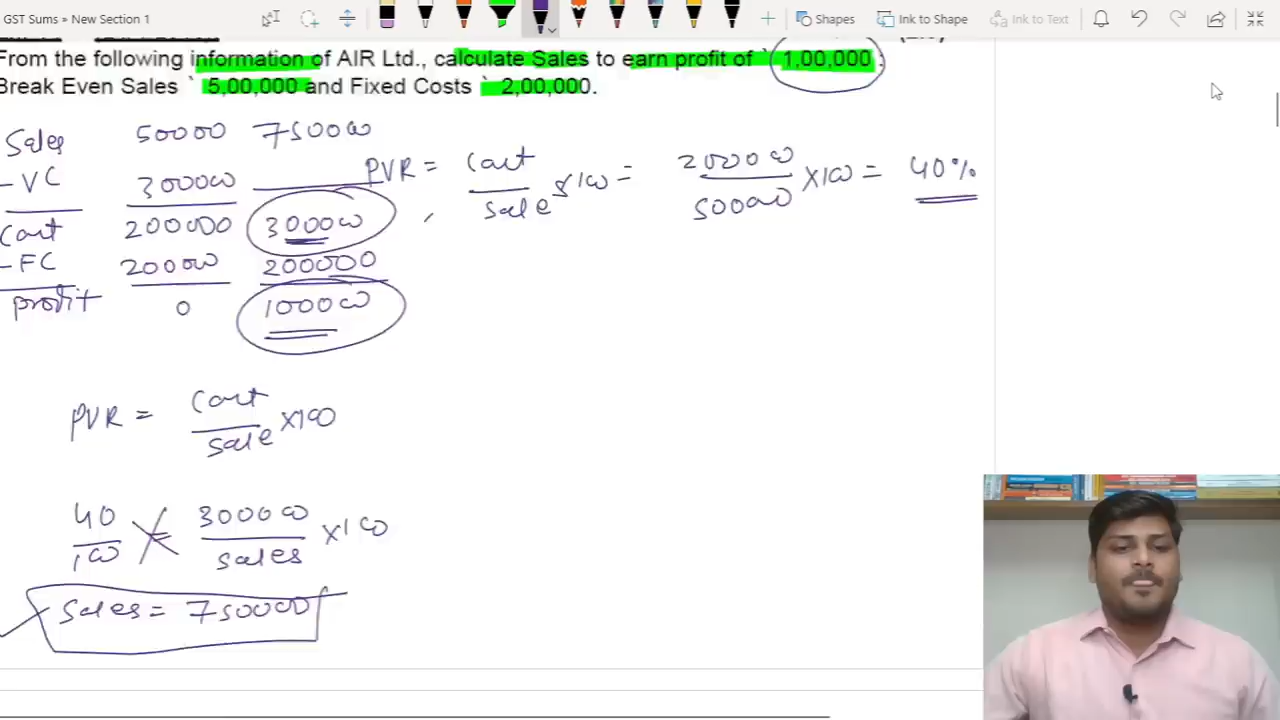 GST Sums » New Section 1
Shapes
Ink to Shape
Ink to Text
From the following information of AIR Ltd., calculate Sales to earn profit of ` 1,00,000 ;
Break Even Sales ` 5,00,000 and Fixed Costs ` 2,00,000.
Sales 500000 750000
-VC 300000
Cont 200000 300000
-FC 200000 200000
profit 0 100000
PVR = Cont / Sale ×100 = 200000 / 500000 ×100 = 40%
PVR = Cont / Sale ×100
40 / 100 = 300000 / Sales ×100
Sales = 750000